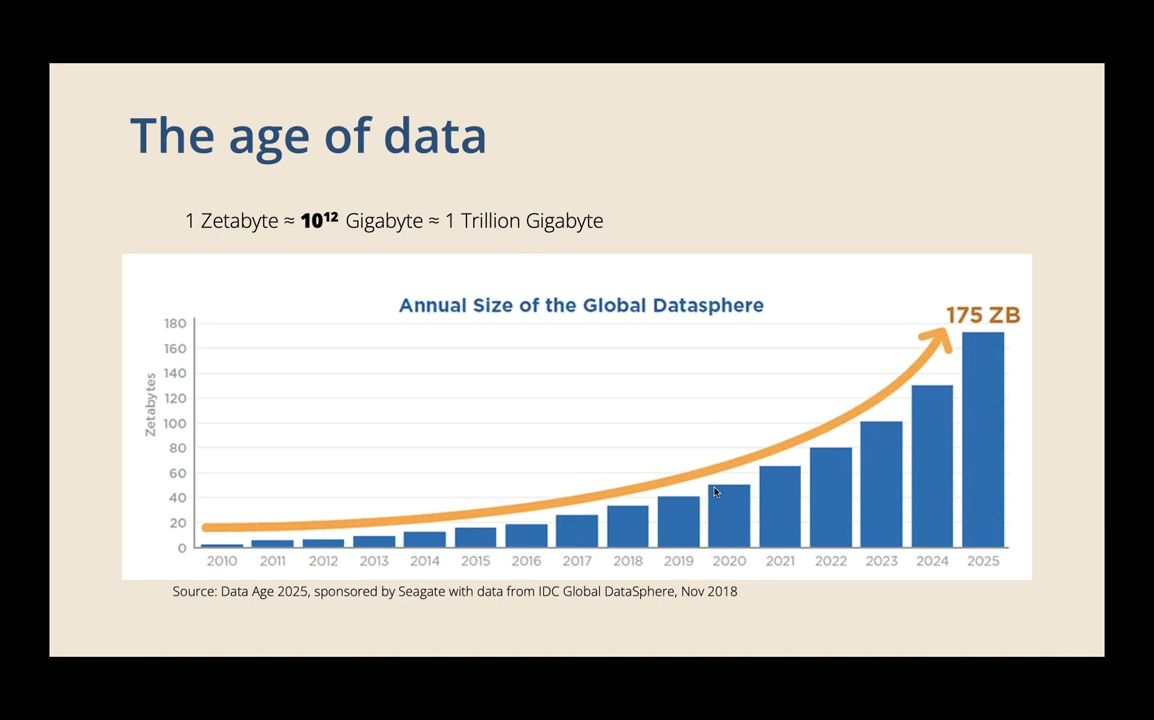 The age of data
1 Zetabyte ≈ 10¹² Gigabyte ≈ 1 Trillion Gigabyte
Annual Size of the Global Datasphere
175 ZB
Zetabytes
180
160
140
120
100
80
60
40
20
0
2010 2011 2012 2013 2014 2015 2016 2017 2018 2019 2020 2021 2022 2023 2024 2025
Source: Data Age 2025, sponsored by Seagate with data from IDC Global DataSphere, Nov 2018